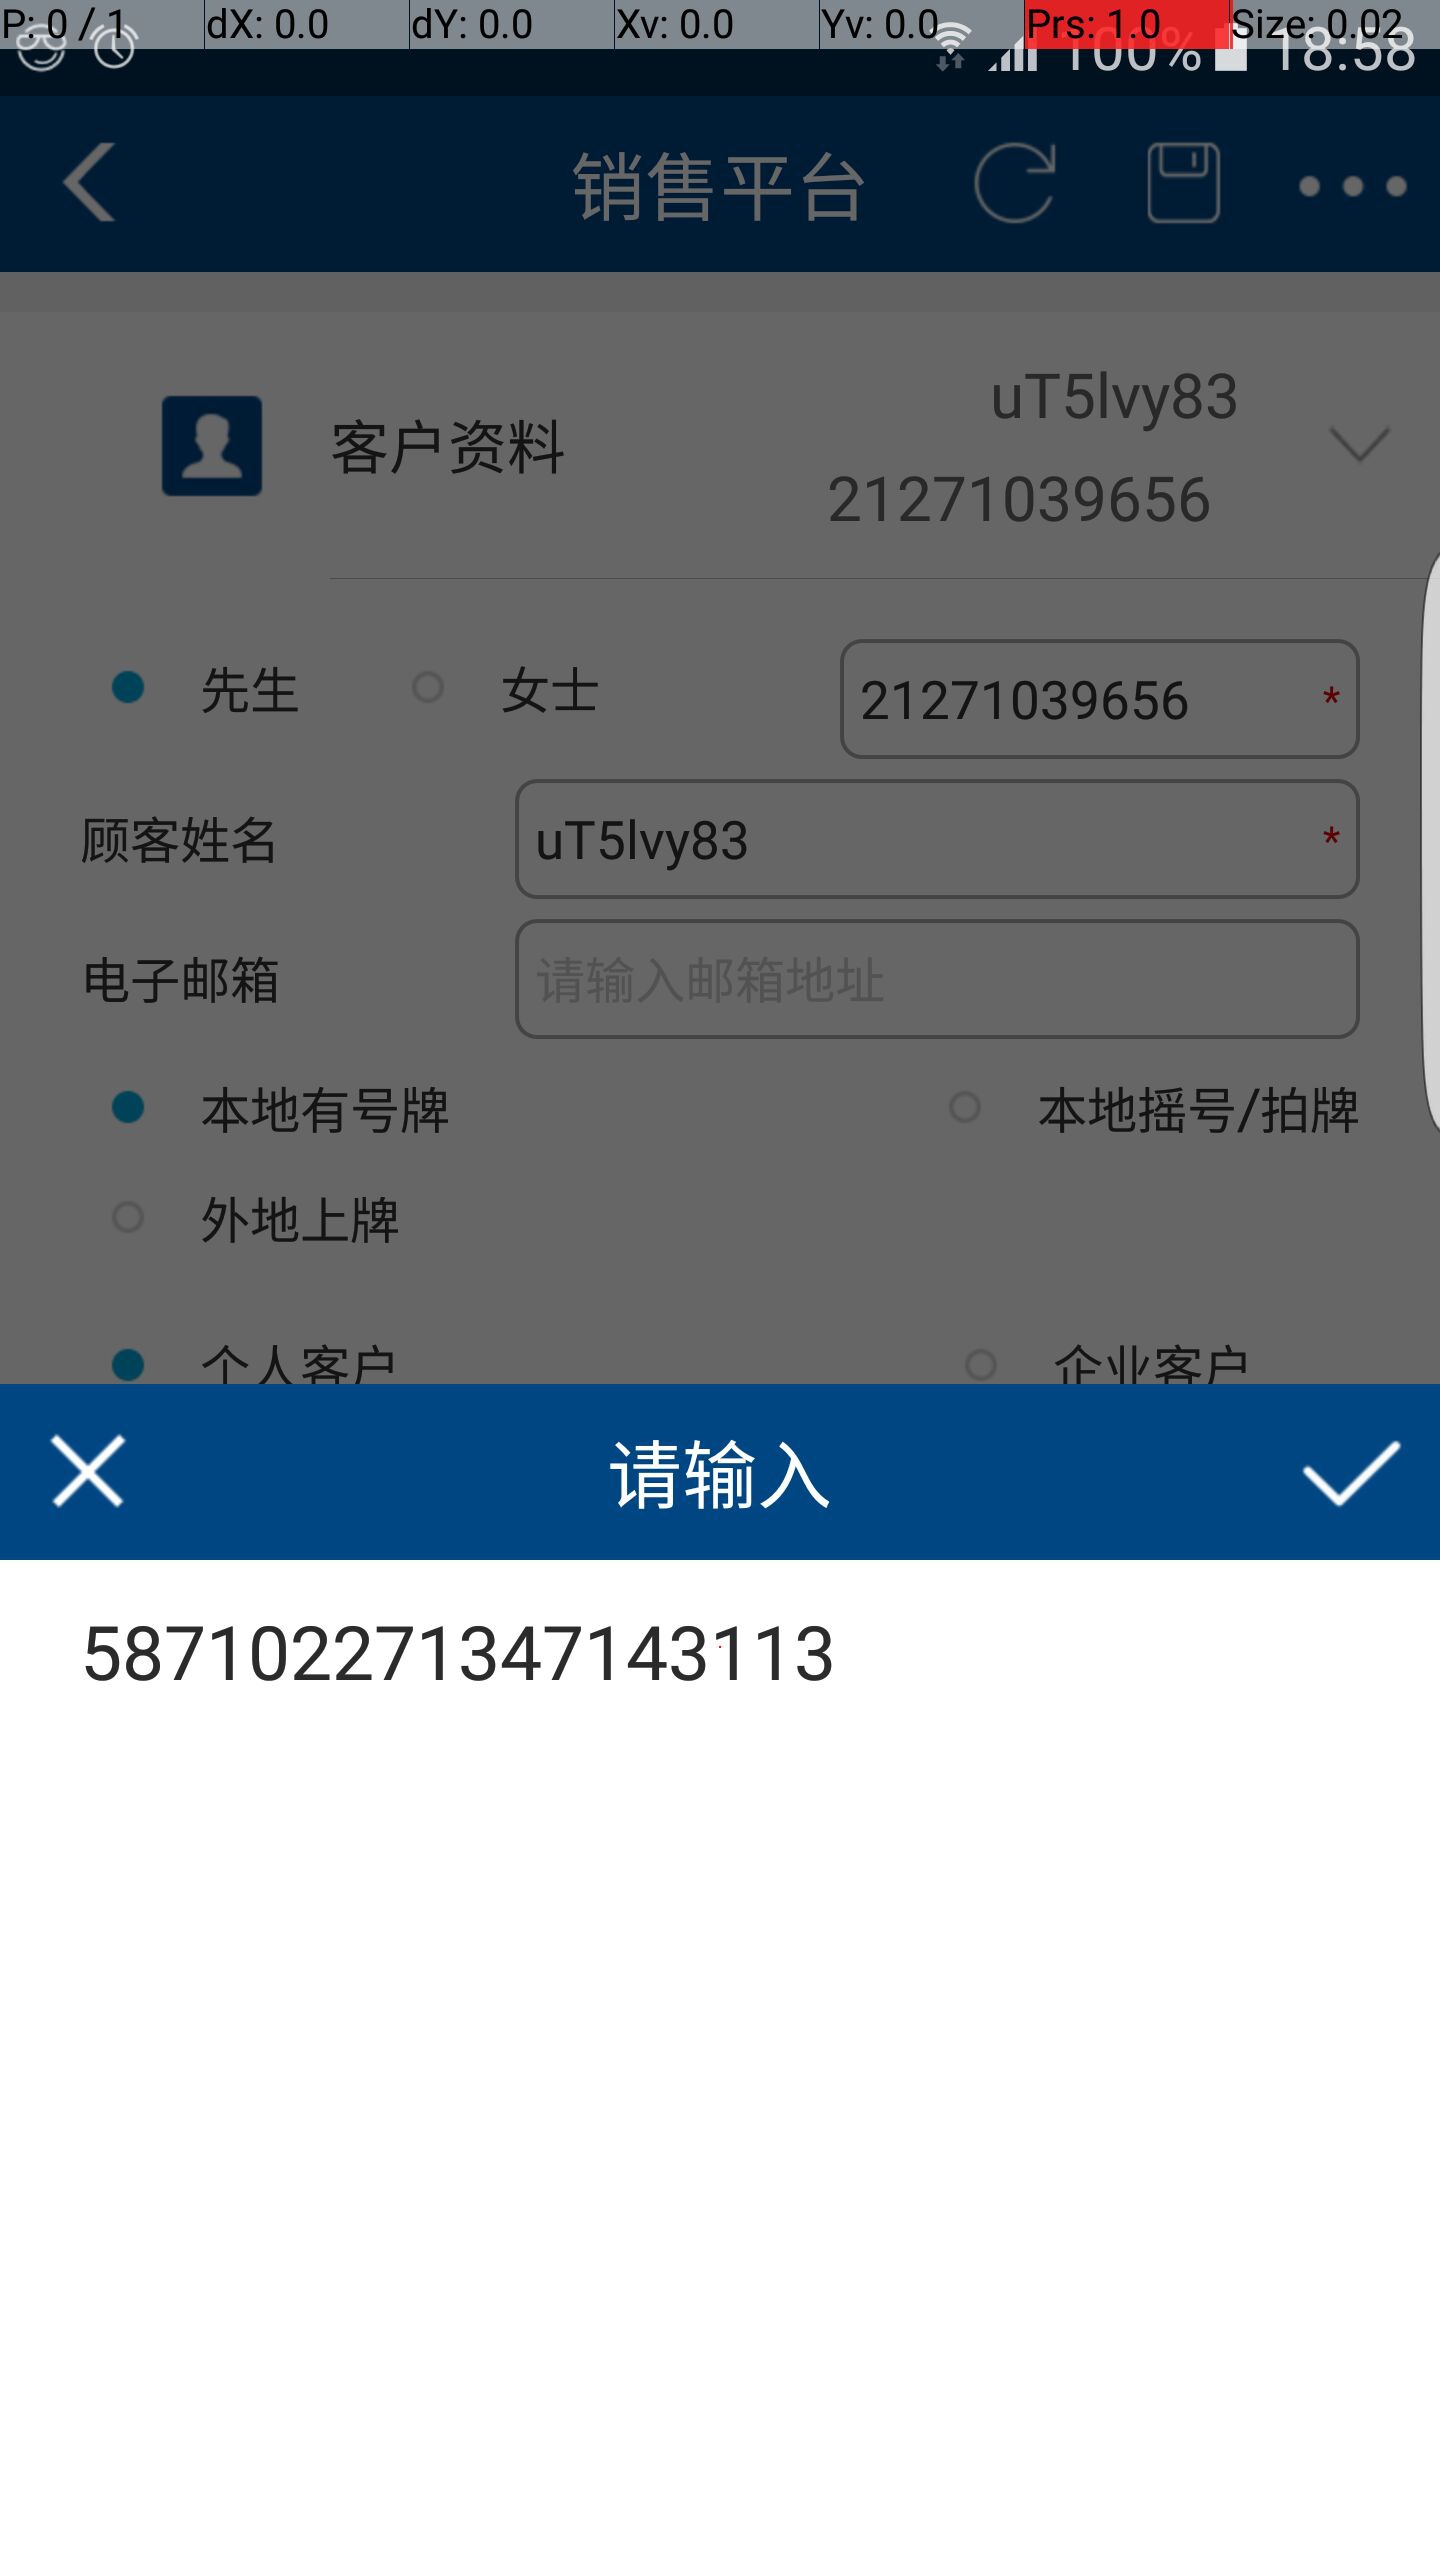 P: 0 / 1 dX: 0.0 dY: 0.0 Xv: 0.0 Yv: 0.0 Prs: 1.0 Size: 0.02
100% 18:58
销售平台
uT5lvy83
客户资料
21271039656
先生 女士 21271039656 *
顾客姓名 uT5lvy83 *
电子邮箱 请输入邮箱地址
本地有号牌 本地摇号/拍牌
外地上牌
个人客户 企业客户
请输入
587102271347143113